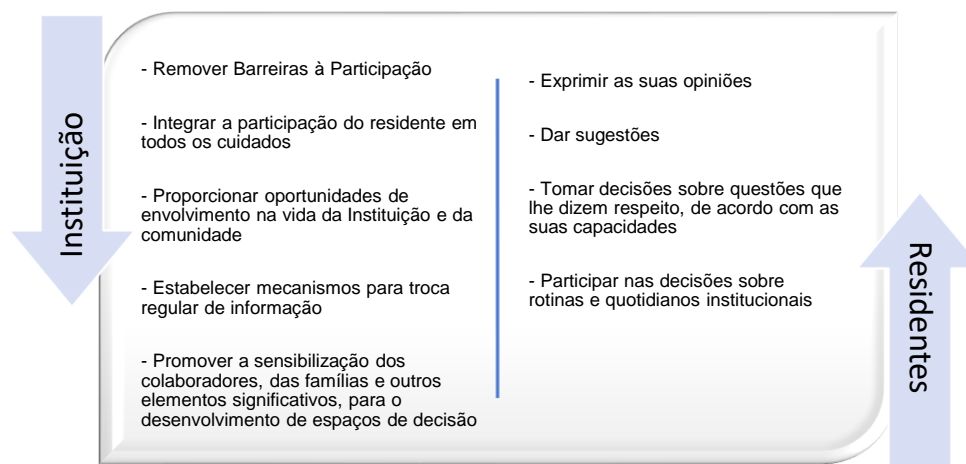 Instituição
- Remover Barreiras à Participação
- Integrar a participação do residente em
todos os cuidados
- Proporcionar oportunidades de
envolvimento na vida da Instituição e da
comunidade
- Estabelecer mecanismos para troca
regular de informação
- Promover a sensibilização dos
colaboradores, das famílias e outros
elementos significativos, para o
desenvolvimento de espaços de decisão
- Exprimir as suas opiniões
- Dar sugestões
- Tomar decisões sobre questões que
lhe dizem respeito, de acordo com as
suas capacidades
- Participar nas decisões sobre
rotinas e quotidianos institucionais
Residentes